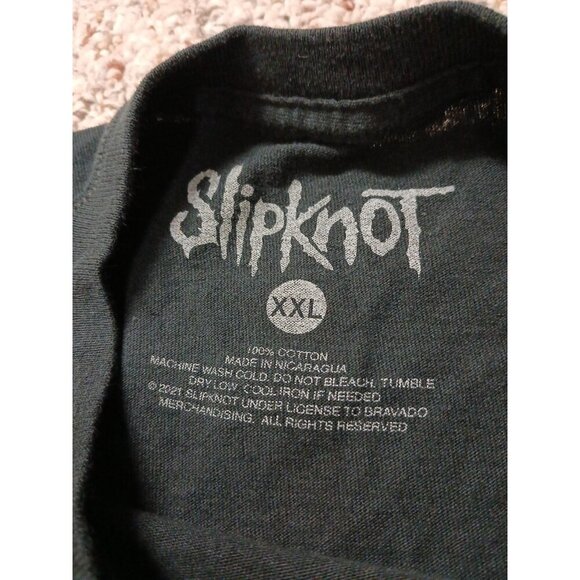 SlipknoT
XXL
100% COTTON
MADE IN NICARAGUA
MACHINE WASH COLD. DO NOT BLEACH. TUMBLE
DRY LOW. COOL IRON IF NEEDED
© 2021 SLIPKNOT UNDER LICENSE TO BRAVADO
MERCHANDISING. ALL RIGHTS RESERVED